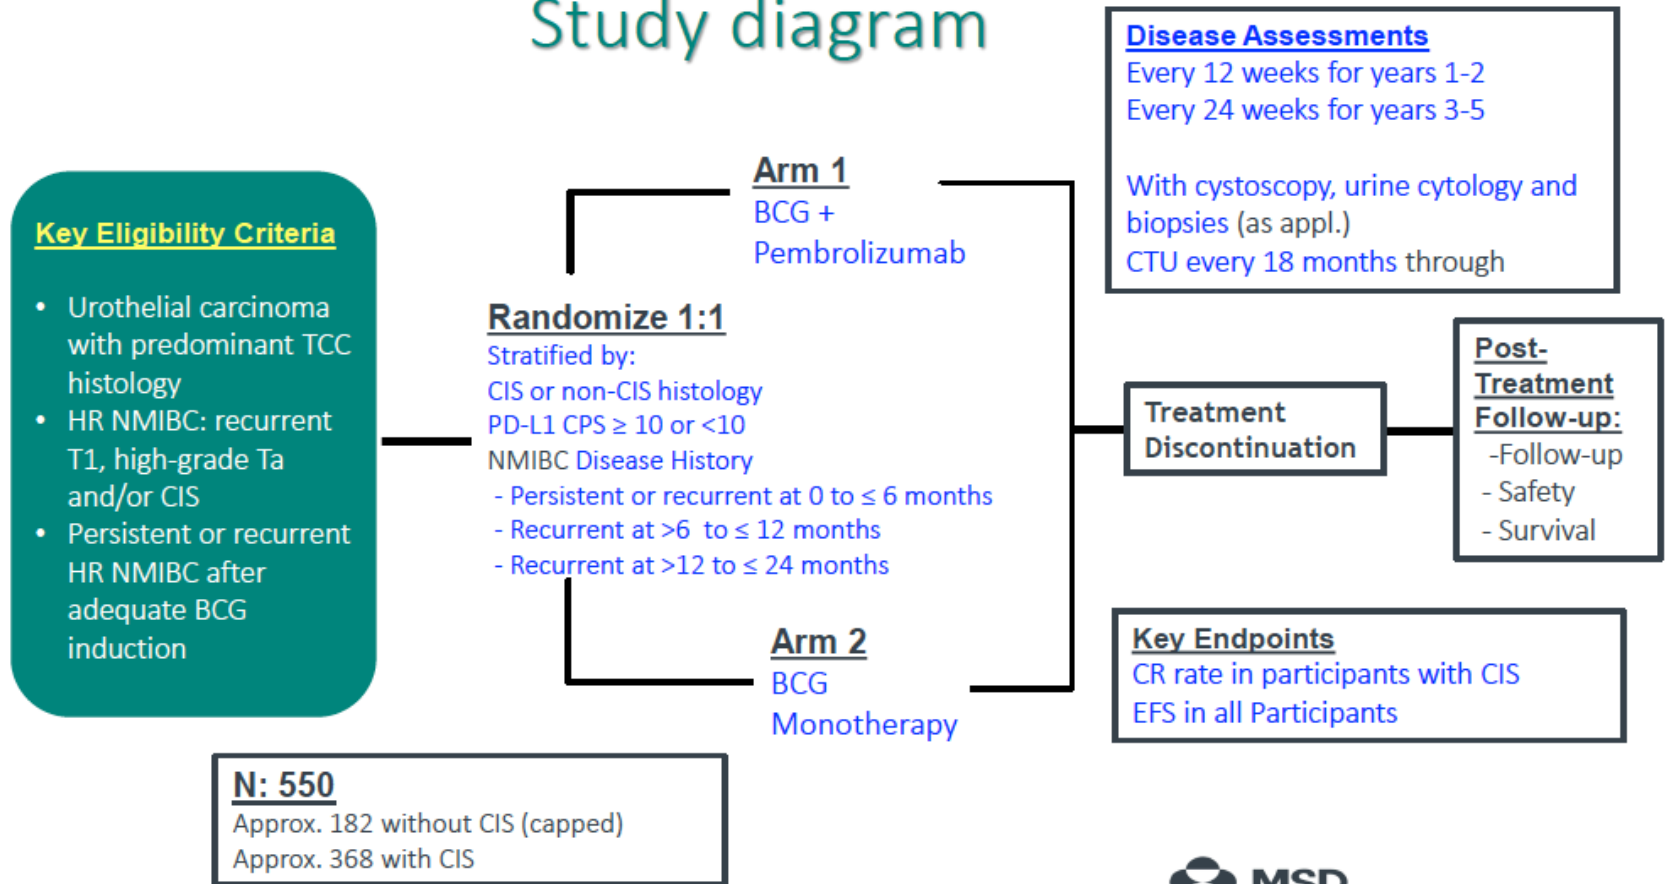 Study diagram
Key Eligibility Criteria
• Urothelial carcinoma
with predominant TCC
histology
• HR NMIBC: recurrent
T1, high-grade Ta
and/or CIS
• Persistent or recurrent
HR NMIBC after
adequate BCG
induction
Arm 1
BCG +
Pembrolizumab
Randomize 1:1
Stratified by:
CIS or non-CIS histology
PD-L1 CPS ≥ 10 or <10
NMIBC Disease History
- Persistent or recurrent at 0 to ≤ 6 months
- Recurrent at >6 to ≤ 12 months
- Recurrent at >12 to ≤ 24 months
Arm 2
BCG
Monotherapy
N: 550
Approx. 182 without CIS (capped)
Approx. 368 with CIS
Disease Assessments
Every 12 weeks for years 1-2
Every 24 weeks for years 3-5
With cystoscopy, urine cytology and
biopsies (as appl.)
CTU every 18 months through
Treatment
Discontinuation
Post-
Treatment
Follow-up:
-Follow-up
- Safety
- Survival
Key Endpoints
CR rate in participants with CIS
EFS in all Participants
MSD